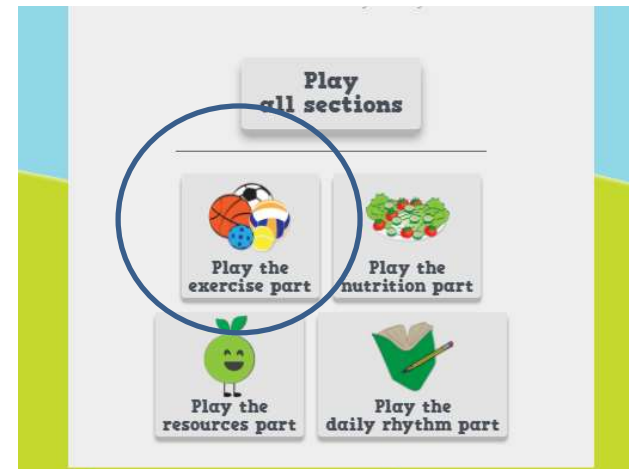 Play
all sections
Play the
exercise part
Play the
nutrition part
Play the
resources part
Play the
daily rhythm part